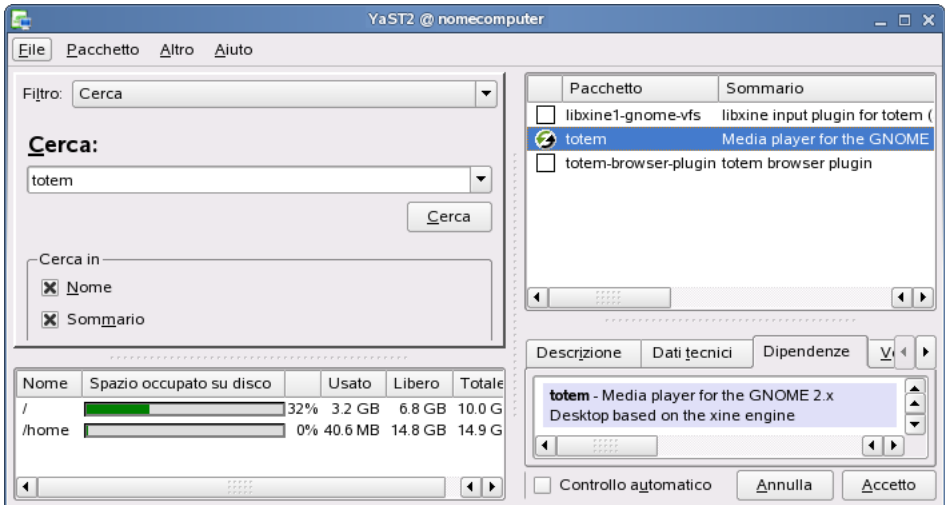 YaST2 @ nomecomputer
File Pacchetto Altro Aiuto
Filtro: Cerca
Cerca:
totem
Cerca
Cerca in
Nome
Sommario
Nome Spazio occupato su disco Usato Libero Totale
/ 32% 3.2 GB 6.8 GB 10.0 G
/home 0% 40.6 MB 14.8 GB 14.9 G
Pacchetto Sommario
libxine1-gnome-vfs libxine input plugin for totem (
totem Media player for the GNOME
totem-browser-plugin totem browser plugin
Descrizione Dati tecnici Dipendenze
totem - Media player for the GNOME 2.x
Desktop based on the xine engine
Controllo automatico Annulla Accetto